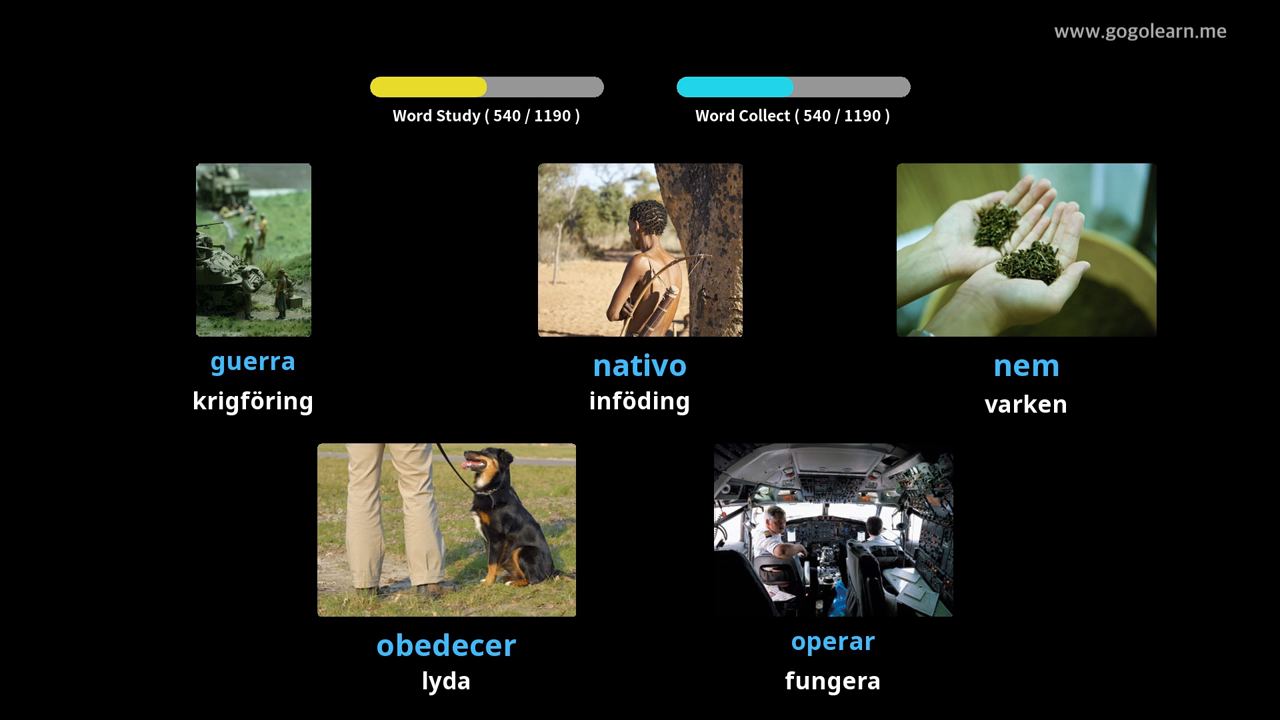 www.gogolearn.me
Word Study ( 540 / 1190 )
Word Collect ( 540 / 1190 )
guerra
krigföring
nativo
inföding
nem
varken
obedecer
lyda
operar
fungera